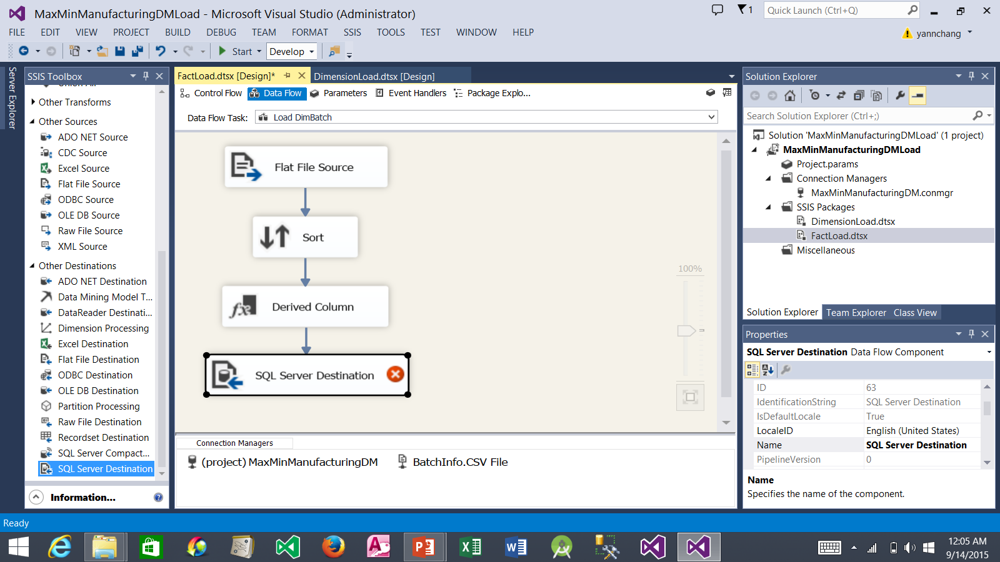 MaxMinManufacturingDMLoad - Microsoft Visual Studio (Administrator)
1
Quick Launch (Ctrl+Q)
FILE EDIT VIEW PROJECT BUILD DEBUG TEAM FORMAT SSIS TOOLS TEST WINDOW HELP
yannchang
Start
Develop
Server Explorer
SSIS Toolbox
Other Transforms
Other Sources
ADO NET Source
CDC Source
Excel Source
Flat File Source
ODBC Source
OLE DB Source
Raw File Source
XML Source
Other Destinations
ADO NET Destination
Data Mining Model T...
DataReader Destinati...
Dimension Processing
Excel Destination
Flat File Destination
ODBC Destination
OLE DB Destination
Partition Processing
Raw File Destination
Recordset Destination
SQL Server Compact...
SQL Server Destination
Information...
FactLoad.dtsx [Design]*
DimensionLoad.dtsx [Design]
Control Flow
Data Flow
Parameters
Event Handlers
Package Explo...
Data Flow Task:
Load DimBatch
Flat File Source
Sort
Derived Column
SQL Server Destination
100%
Connection Managers
(project) MaxMinManufacturingDM
BatchInfo.CSV File
Solution Explorer
Search Solution Explorer (Ctrl+;)
Solution 'MaxMinManufacturingDMLoad' (1 project)
MaxMinManufacturingDMLoad
Project.params
Connection Managers
MaxMinManufacturingDM.conmgr
SSIS Packages
DimensionLoad.dtsx
FactLoad.dtsx
Miscellaneous
Solution Explorer Team Explorer Class View
Properties
SQL Server Destination Data Flow Component
ID 63
IdentificationString SQL Server Destination
IsDefaultLocale True
LocaleID English (United States)
Name SQL Server Destination
PipelineVersion 0
Name
Specifies the name of the component.
Ready
12:05 AM
9/14/2015